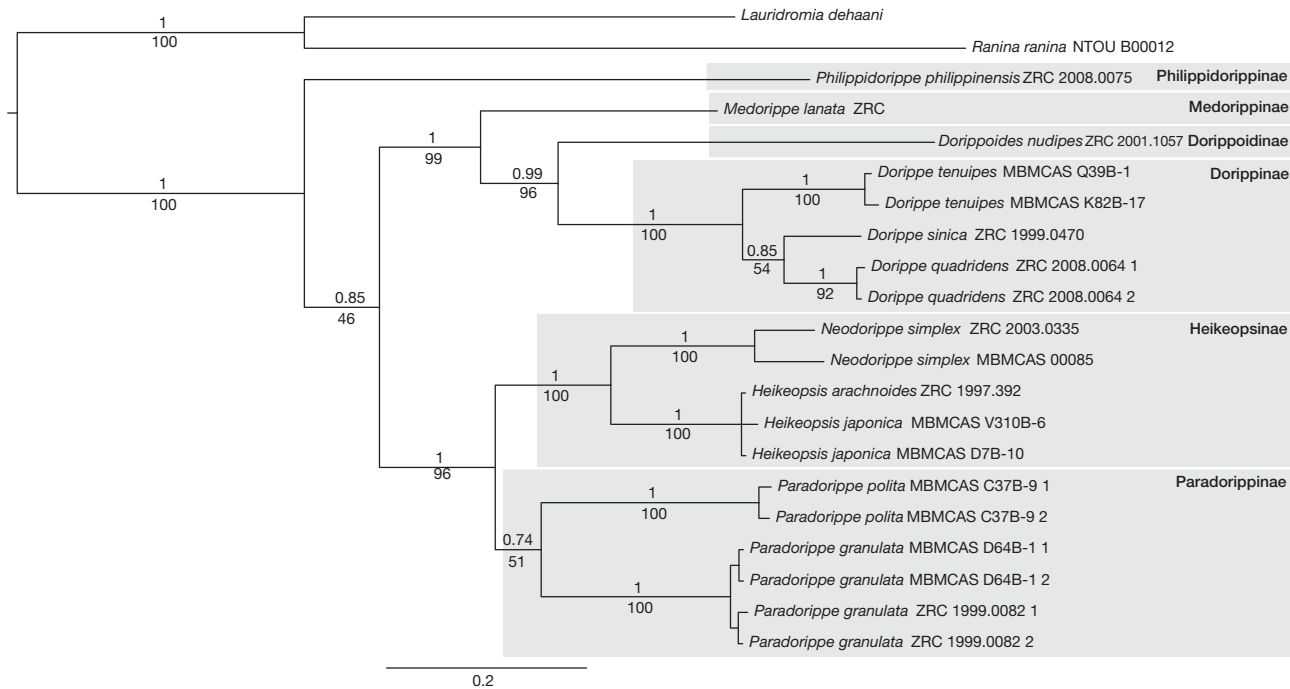 1
100
Lauridromia dehaani
Ranina ranina NTOU B00012
Philippidorippe philippinensis ZRC 2008.0075 Philippidorippinae
1
100
Medorippe lanata ZRC Medorippinae
1
99
Dorippoides nudipes ZRC 2001.1057 Dorippoidinae
0.99
96
Dorippe tenuipes MBMCAS Q39B-1 Dorippinae
1
100
Dorippe tenuipes MBMCAS K82B-17
1
100
Dorippe sinica ZRC 1999.0470
0.85
54
Dorippe quadridens ZRC 2008.0064 1
1
92
Dorippe quadridens ZRC 2008.0064 2
0.85
46
Neodorippe simplex ZRC 2003.0335 Heikeopsinae
1
100
Neodorippe simplex MBMCAS 00085
1
100
Heikeopsis arachnoides ZRC 1997.392
1
100
Heikeopsis japonica MBMCAS V310B-6
Heikeopsis japonica MBMCAS D7B-10
1
96
Paradorippe polita MBMCAS C37B-9 1 Paradorippinae
1
100
Paradorippe polita MBMCAS C37B-9 2
0.74
51
Paradorippe granulata MBMCAS D64B-1 1
Paradorippe granulata MBMCAS D64B-1 2
1
100
Paradorippe granulata ZRC 1999.0082 1
Paradorippe granulata ZRC 1999.0082 2
0.2